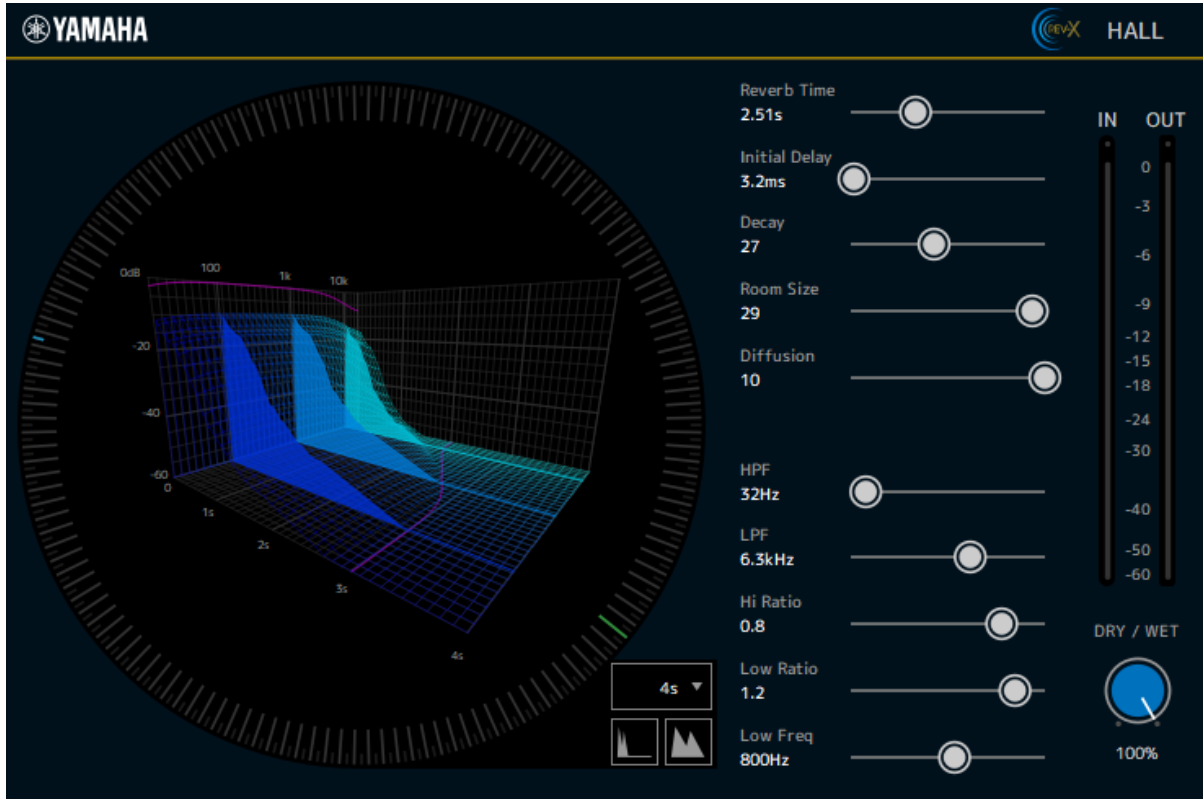 YAMAHA
REV-X
HALL
Reverb Time
2.51s
Initial Delay
3.2ms
Decay
27
Room Size
29
Diffusion
10
HPF
32Hz
LPF
6.3kHz
Hi Ratio
0.8
Low Ratio
1.2
Low Freq
800Hz
IN OUT
0
-3
-6
-9
-12
-15
-18
-24
-30
-40
-50
-60
DRY / WET
100%
0dB 100 1k 10k
-20
-40
-60
0
1s
2s
3s
4s
4s